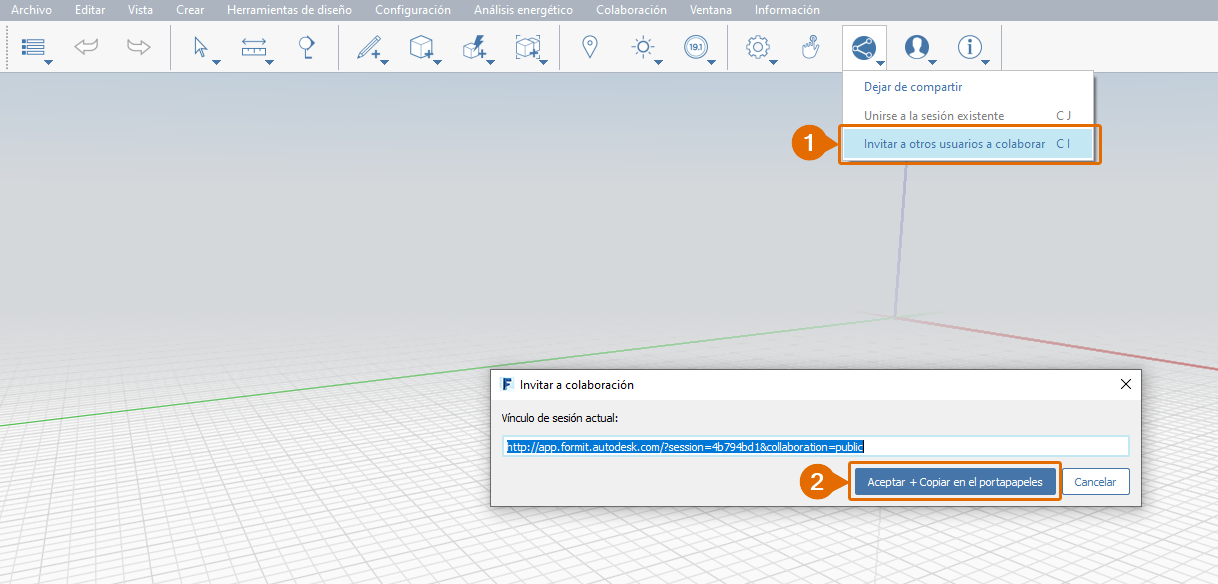 Archivo Editar Vista Crear Herramientas de diseño Configuración Análisis energético Colaboración Ventana Información
19.1
Dejar de compartir
Unirse a la sesión existente C J
1 Invitar a otros usuarios a colaborar C I
F Invitar a colaboración
Vínculo de sesión actual:
http://app.formit.autodesk.com/?session=4b794bd1&collaboration=public
2 Aceptar + Copiar en el portapapeles Cancelar